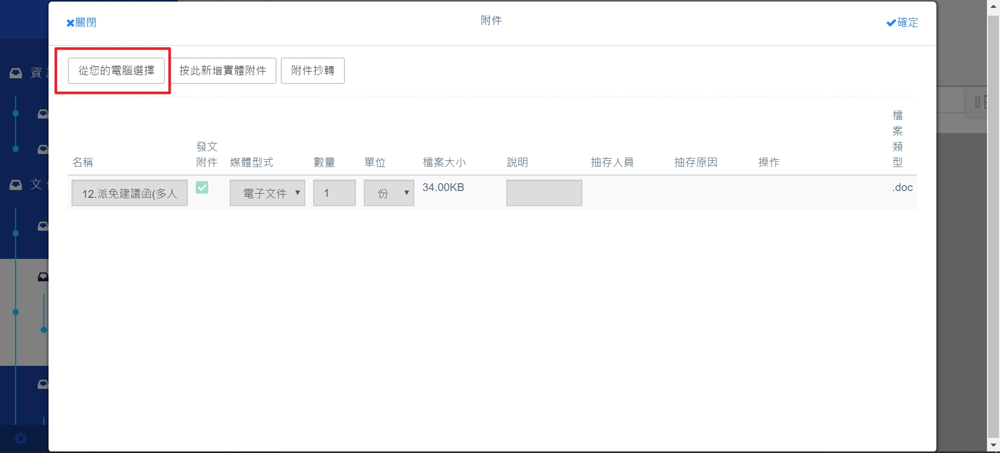 關閉
附件
確定
從您的電腦選擇
按此新增實體附件
附件抄轉
資
文
名稱
發文
附件
媒體型式
數量
單位
檔案大小
說明
抽存人員
抽存原因
操作
檔
案
類
型
12.派免建議函(多人
電子文件
1
份
34.00KB
.doc